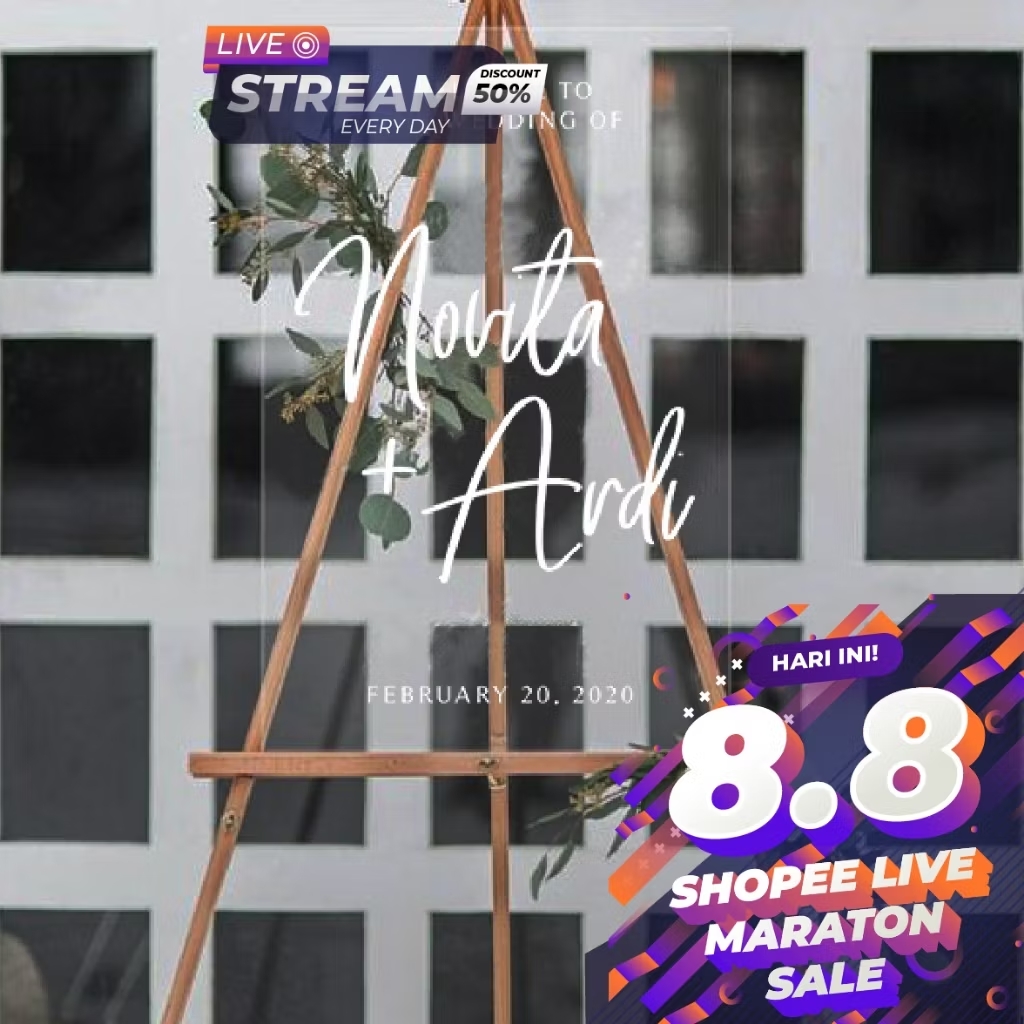 LIVE
STREAM
DISCOUNT
50%
EVERY DAY
TO
WEDDING OF
Novita
+ Ardi
FEBRUARY 20, 2020
HARI INI!
8.8
SHOPEE LIVE
MARATON
SALE